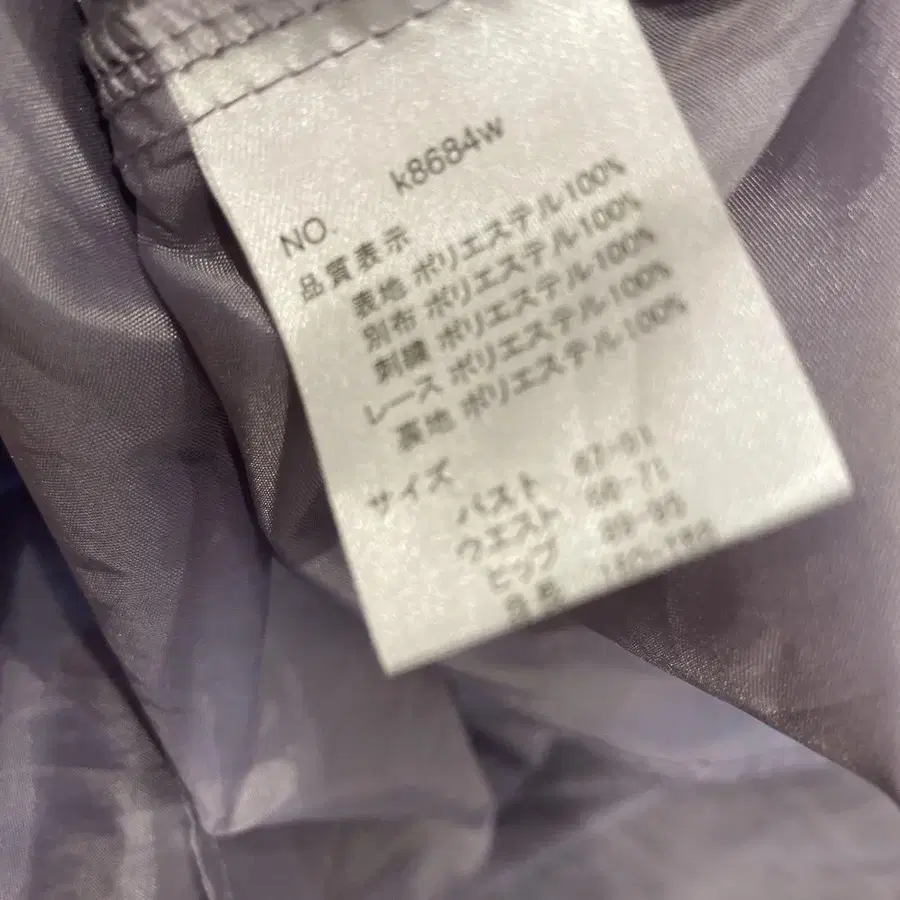 NO. k8684w
品質表示
表地 ポリエステル100%
別布 ポリエステル100%
刺繍 ポリエステル100%
レース ポリエステル100%
裏地 ポリエステル100%
サイズ
バスト
ウエスト
ヒップ
身長